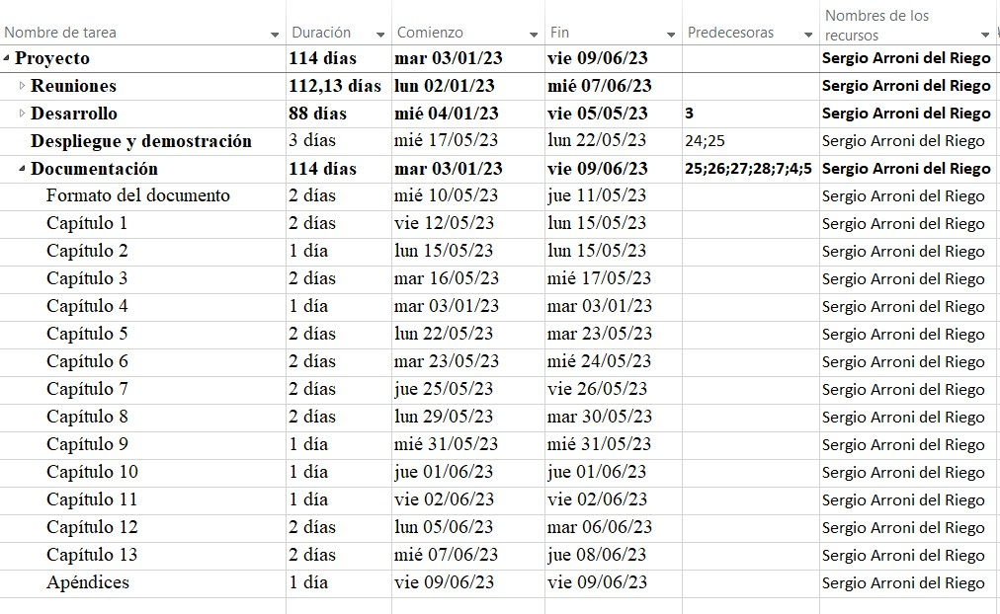 Nombre de tarea Duración Comienzo Fin Predecesoras Nombres de los recursos
Proyecto 114 días mar 03/01/23 vie 09/06/23 Sergio Arroni del Riego
Reuniones 112,13 días lun 02/01/23 mié 07/06/23 Sergio Arroni del Riego
Desarrollo 88 días mié 04/01/23 vie 05/05/23 3 Sergio Arroni del Riego
Despliegue y demostración 3 días mié 17/05/23 lun 22/05/23 24;25 Sergio Arroni del Riego
Documentación 114 días mar 03/01/23 vie 09/06/23 25;26;27;28;7;4;5 Sergio Arroni del Riego
Formato del documento 2 días mié 10/05/23 jue 11/05/23 Sergio Arroni del Riego
Capítulo 1 2 días vie 12/05/23 lun 15/05/23 Sergio Arroni del Riego
Capítulo 2 1 día lun 15/05/23 lun 15/05/23 Sergio Arroni del Riego
Capítulo 3 2 días mar 16/05/23 mié 17/05/23 Sergio Arroni del Riego
Capítulo 4 1 día mar 03/01/23 mar 03/01/23 Sergio Arroni del Riego
Capítulo 5 2 días lun 22/05/23 mar 23/05/23 Sergio Arroni del Riego
Capítulo 6 2 días mar 23/05/23 mié 24/05/23 Sergio Arroni del Riego
Capítulo 7 2 días jue 25/05/23 vie 26/05/23 Sergio Arroni del Riego
Capítulo 8 2 días lun 29/05/23 mar 30/05/23 Sergio Arroni del Riego
Capítulo 9 1 día mié 31/05/23 mié 31/05/23 Sergio Arroni del Riego
Capítulo 10 1 día jue 01/06/23 jue 01/06/23 Sergio Arroni del Riego
Capítulo 11 1 día vie 02/06/23 vie 02/06/23 Sergio Arroni del Riego
Capítulo 12 2 días lun 05/06/23 mar 06/06/23 Sergio Arroni del Riego
Capítulo 13 2 días mié 07/06/23 jue 08/06/23 Sergio Arroni del Riego
Apéndices 1 día vie 09/06/23 vie 09/06/23 Sergio Arroni del Riego